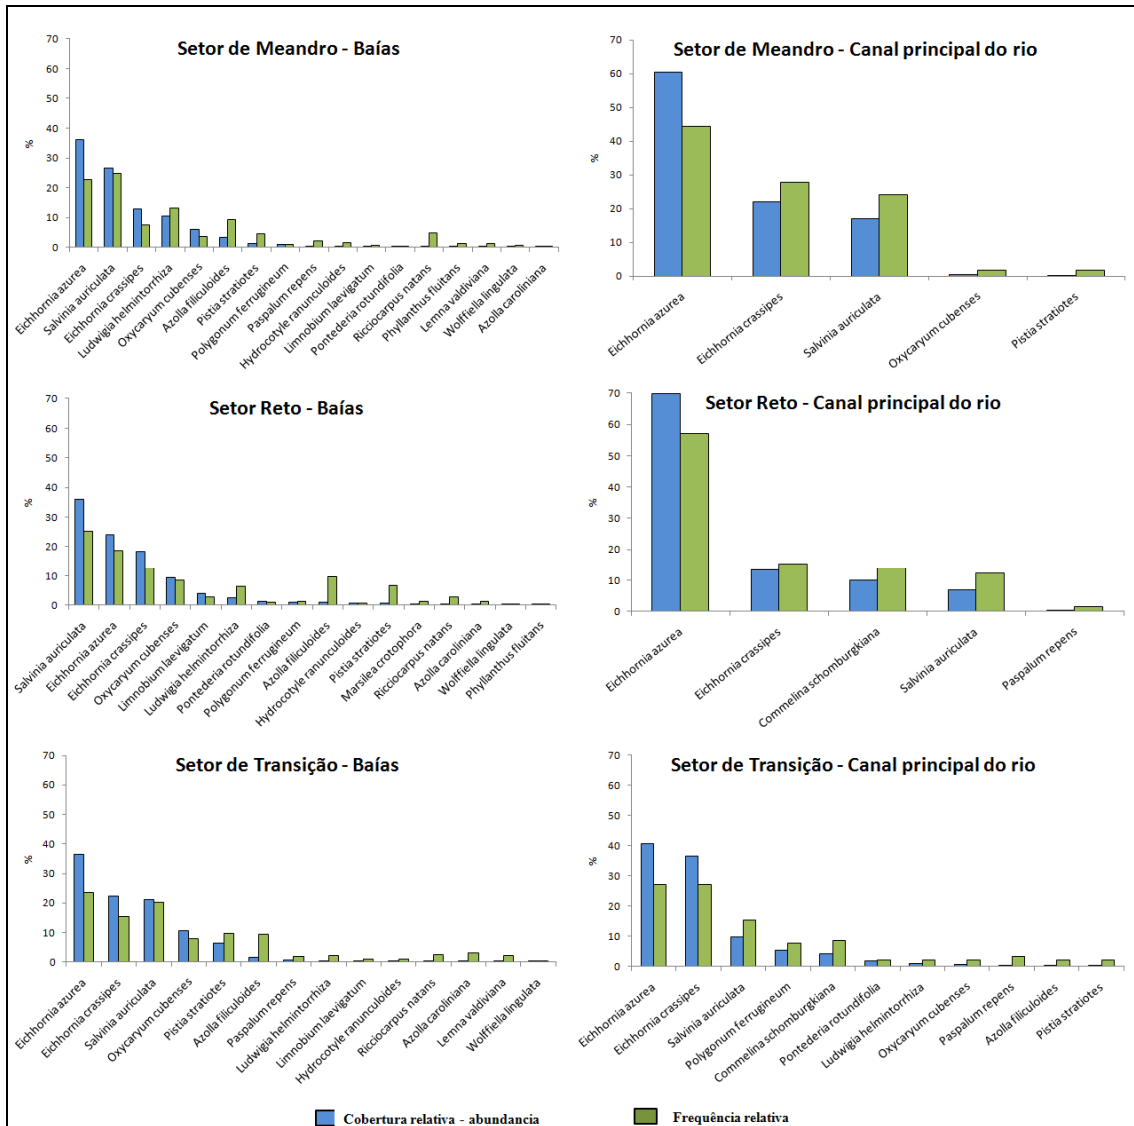 Setor de Meandro - Baías
70
60
50
40
30
20
10
0
%
Eichhornia azurea
Salvinia auriculata
Eichhornia crassipes
Ludwigia helmintorrhiza
Oxycaryum cubenses
Azolla filiculoides
Pistia stratiotes
Polygonum ferrugineum
Paspalum repens
Hydrocotyle ranunculoides
Limnobium laevigatum
Pontederia rotundifolia
Ricciocarpus natans
Phyllanthus fluitans
Lemna valdiviana
Wolffiella lingulata
Azolla caroliniana
Setor de Meandro - Canal principal do rio
70
60
50
40
30
20
10
0
%
Eichhornia azurea
Eichhornia crassipes
Salvinia auriculata
Oxycaryum cubenses
Pistia stratiotes
Setor Reto - Baías
70
60
50
40
30
20
10
0
%
Salvinia auriculata
Eichhornia azurea
Eichhornia crassipes
Oxycaryum cubenses
Limnobium laevigatum
Ludwigia helmintorrhiza
Pontederia rotundifolia
Polygonum ferrugineum
Azolla filiculoides
Hydrocotyle ranunculoides
Pistia stratiotes
Marsilea crotophora
Ricciocarpus natans
Azolla caroliniana
Wolffiella lingulata
Phyllanthus fluitans
Setor Reto - Canal principal do rio
70
60
50
40
30
20
10
0
%
Eichhornia azurea
Eichhornia crassipes
Commelina schomburgkiana
Salvinia auriculata
Paspalum repens
Setor de Transição - Baías
70
60
50
40
30
20
10
0
%
Eichhornia azurea
Eichhornia crassipes
Salvinia auriculata
Oxycaryum cubenses
Pistia stratiotes
Azolla filiculoides
Paspalum repens
Ludwigia helmintorrhiza
Limnobium laevigatum
Hydrocotyle ranunculoides
Ricciocarpus natans
Azolla caroliniana
Lemna valdiviana
Wolffiella lingulata
Setor de Transição - Canal principal do rio
70
60
50
40
30
20
10
0
%
Eichhornia azurea
Eichhornia crassipes
Salvinia auriculata
Polygonum ferrugineum
Commelina schomburgkiana
Pontederia rotundifolia
Ludwigia helmintorrhiza
Oxycaryum cubenses
Paspalum repens
Azolla filiculoides
Pistia stratiotes
Cobertura relativa - abundancia
Frequência relativa